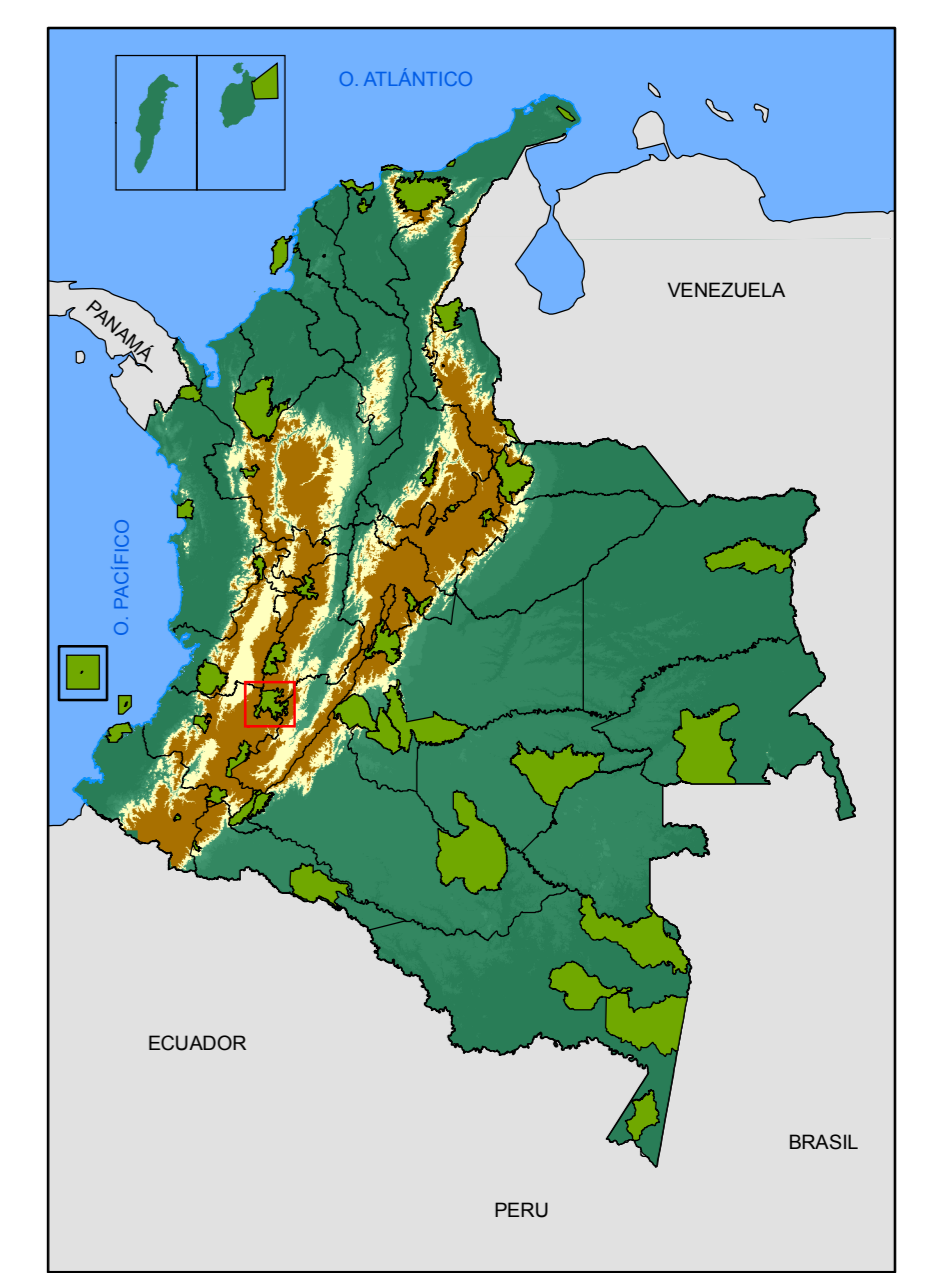 O. ATLÁNTICO
VENEZUELA
PANAMÁ
O. PACÍFICO
ECUADOR
BRASIL
PERU